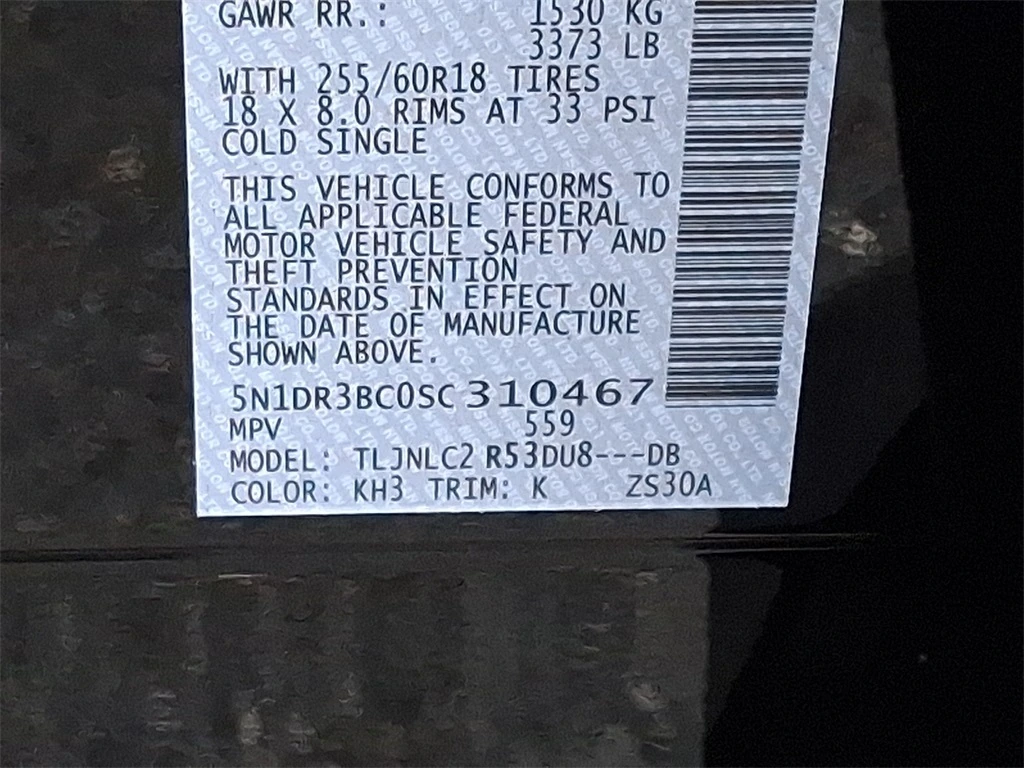 GAWR RR.: 1530 KG
3373 LB
WITH 255/60R18 TIRES
18 X 8.0 RIMS AT 33 PSI
COLD SINGLE
THIS VEHICLE CONFORMS TO
ALL APPLICABLE FEDERAL
MOTOR VEHICLE SAFETY AND
THEFT PREVENTION
STANDARDS IN EFFECT ON
THE DATE OF MANUFACTURE
SHOWN ABOVE.
5N1DR3BC0SC310467
MPV 559
MODEL: TLJNLC2 R53DU8---DB
COLOR: KH3 TRIM: K ZS30A